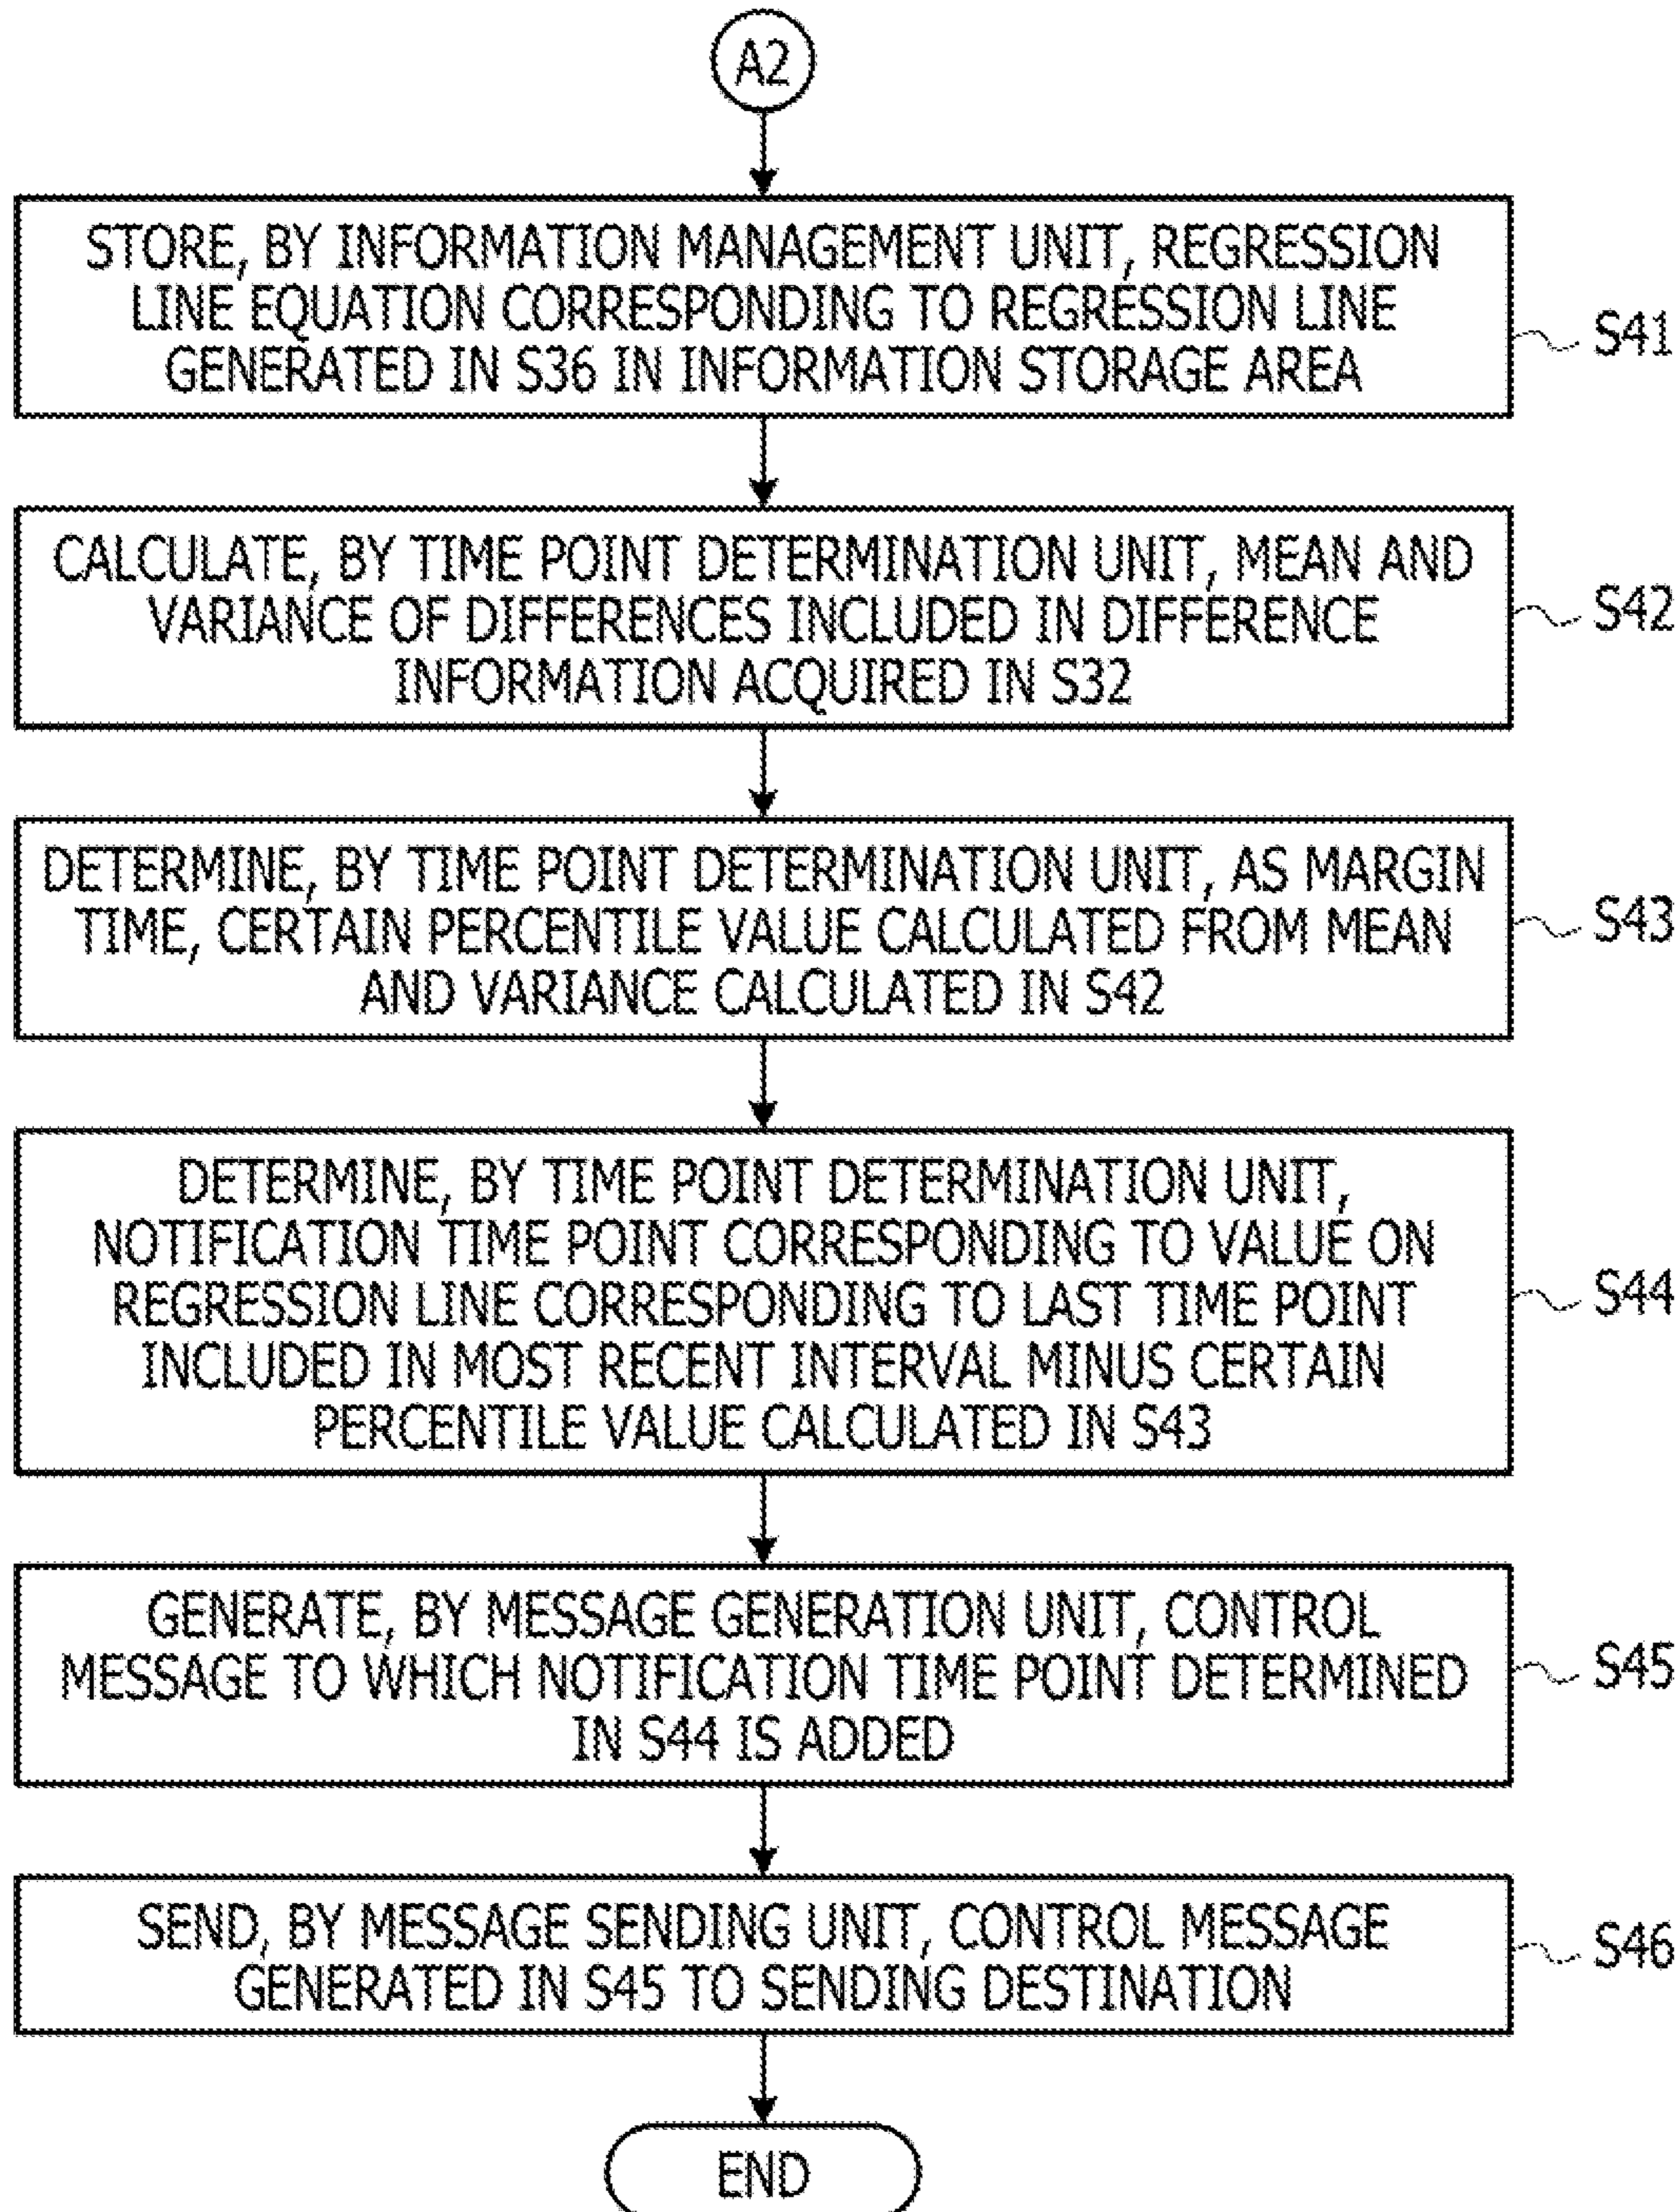 A2
STORE, BY INFORMATION MANAGEMENT UNIT, REGRESSION
LINE EQUATION CORRESPONDING TO REGRESSION LINE
GENERATED IN S36 IN INFORMATION STORAGE AREA
S41
CALCULATE, BY TIME POINT DETERMINATION UNIT, MEAN AND
VARIANCE OF DIFFERENCES INCLUDED IN DIFFERENCE
INFORMATION ACQUIRED IN S32
S42
DETERMINE, BY TIME POINT DETERMINATION UNIT, AS MARGIN
TIME, CERTAIN PERCENTILE VALUE CALCULATED FROM MEAN
AND VARIANCE CALCULATED IN S42
S43
DETERMINE, BY TIME POINT DETERMINATION UNIT,
NOTIFICATION TIME POINT CORRESPONDING TO VALUE ON
REGRESSION LINE CORRESPONDING TO LAST TIME POINT
INCLUDED IN MOST RECENT INTERVAL MINUS CERTAIN
PERCENTILE VALUE CALCULATED IN S43
S44
GENERATE, BY MESSAGE GENERATION UNIT, CONTROL
MESSAGE TO WHICH NOTIFICATION TIME POINT DETERMINED
IN S44 IS ADDED
S45
SEND, BY MESSAGE SENDING UNIT, CONTROL MESSAGE
GENERATED IN S45 TO SENDING DESTINATION
S46
END